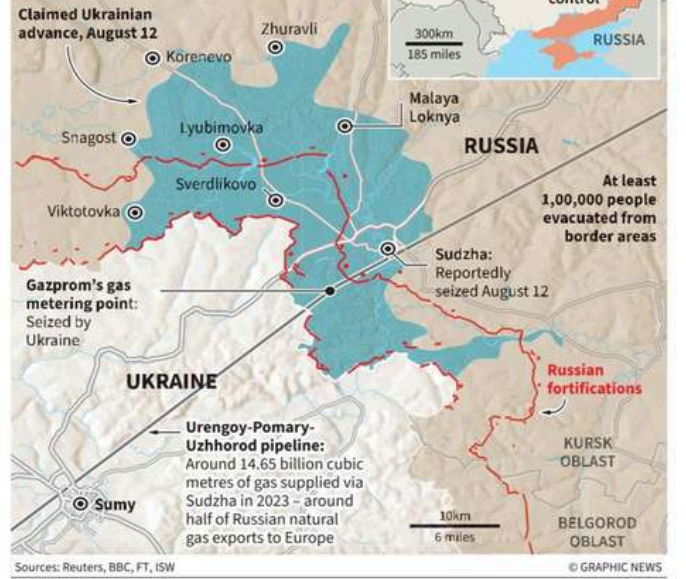 Claimed Ukrainian
advance, August 12
Zhuravli
Korenevo
control
300km
185 miles
RUSSIA
Malaya
Loknya
Snagost
Lyubimovka
RUSSIA
Sverdlikovo
At least
1,00,000 people
evacuated from
border areas
Viktotovka
Sudzha:
Reportedly
seized August 12
Gazprom's gas
metering point:
Seized by
Ukraine
UKRAINE
Russian
fortifications
Urengoy-Pomary-
Uzhhorod pipeline:
Around 14.65 billion cubic
metres of gas supplied via
Sudzha in 2023 – around
half of Russian natural
gas exports to Europe
KURSK
OBLAST
Sumy
10km
6 miles
BELGOROD
OBLAST
Sources: Reuters, BBC, FT, ISW
© GRAPHIC NEWS